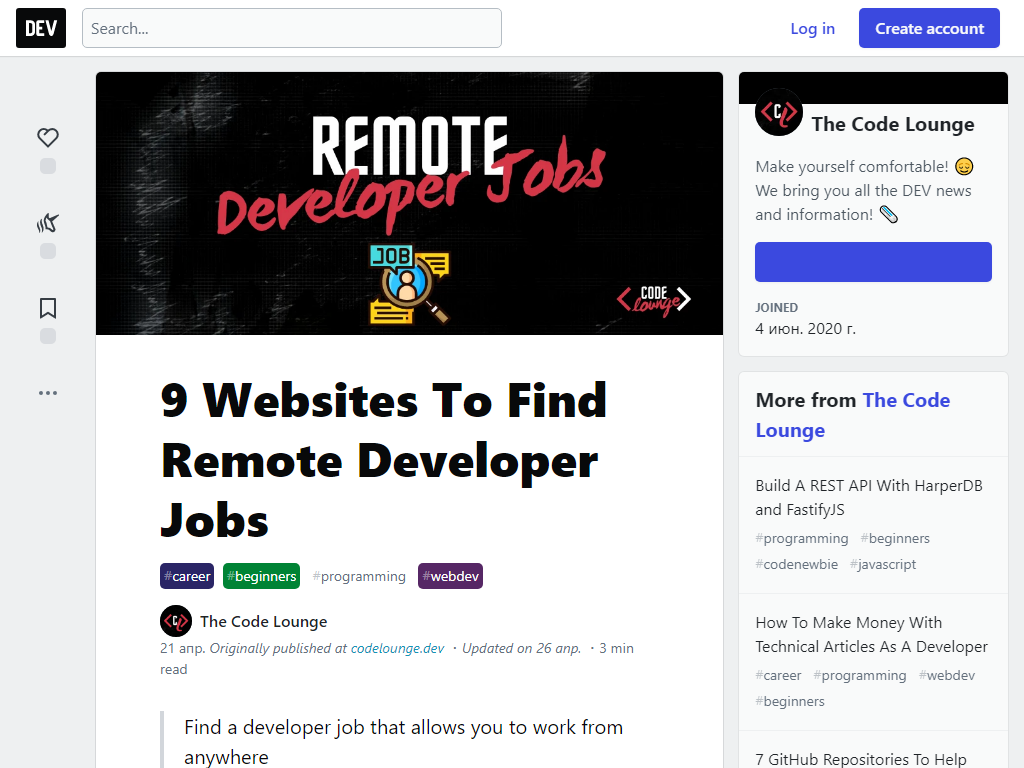 DEV
Search...
Log in
Create account
REMOTE
Developer Jobs
JOB
CODE
lounge
9 Websites To Find
Remote Developer
Jobs
#career #beginners #programming #webdev
The Code Lounge
21 апр. Originally published at codelounge.dev ・Updated on 26 апр. ・3 min
read
Find a developer job that allows you to work from
anywhere
The Code Lounge
Make yourself comfortable! 😌
We bring you all the DEV news
and information! 📎
JOINED
4 июн. 2020 г.
More from The Code
Lounge
Build A REST API With HarperDB
and FastifyJS
#programming #beginners
#codenewbie #javascript
How To Make Money With
Technical Articles As A Developer
#career #programming #webdev
#beginners
7 GitHub Repositories To Help